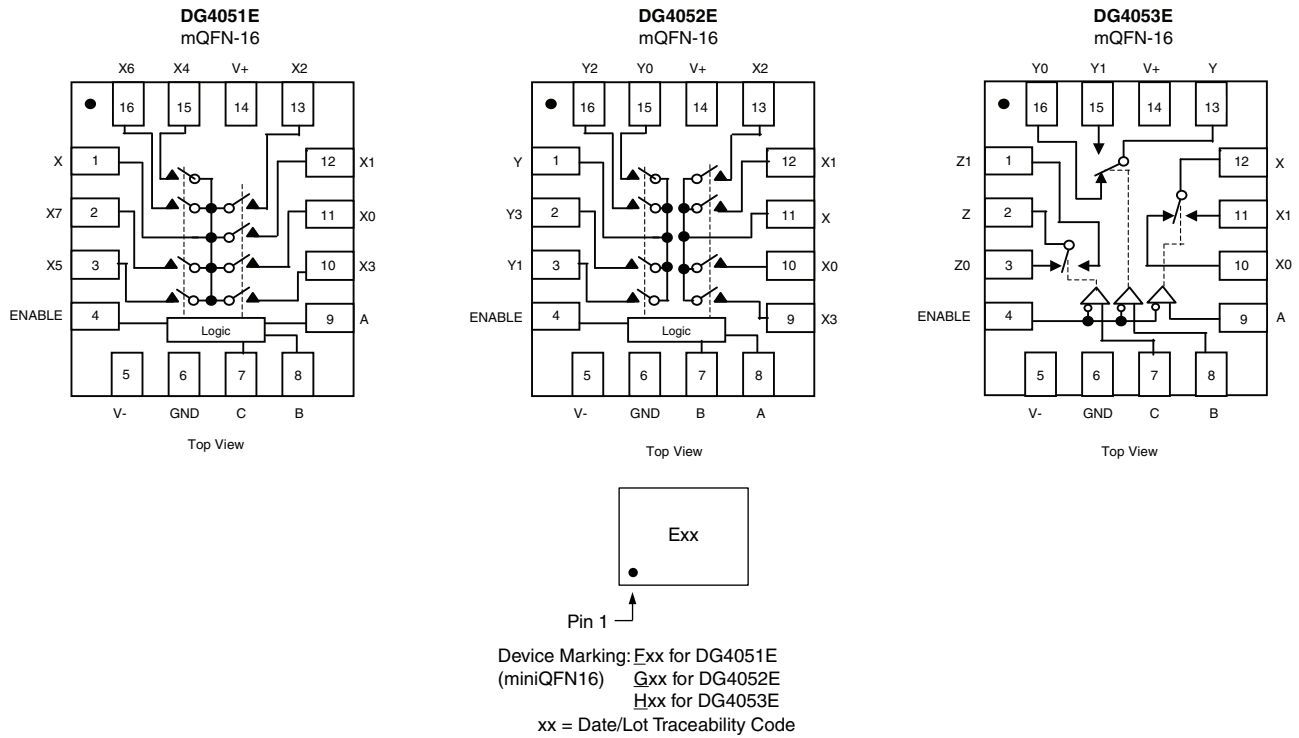 DG4051E
mQFN-16
X6 X4 V+ X2
16 15 14 13
X 1 12 X1
X7 2 11 X0
X5 3 10 X3
ENABLE 4 9 A
Logic
5 6 7 8
V- GND C B
Top View
DG4052E
mQFN-16
Y2 Y0 V+ X2
16 15 14 13
Y 1 12 X1
Y3 2 11 X
Y1 3 10 X0
ENABLE 4 9 X3
Logic
5 6 7 8
V- GND B A
Top View
DG4053E
mQFN-16
Y0 Y1 V+ Y
16 15 14 13
Z1 1 12 X
Z 2 11 X1
Z0 3 10 X0
ENABLE 4 9 A
5 6 7 8
V- GND C B
Top View
Exx
Pin 1
Device Marking: Fxx for DG4051E
(miniQFN16) Gxx for DG4052E
Hxx for DG4053E
xx = Date/Lot Traceability Code